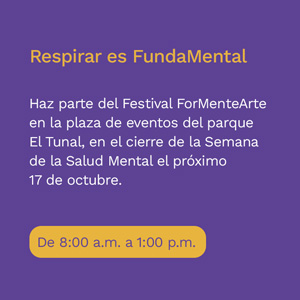 Respirar es FundaMental
Haz parte del Festival ForMenteArte
en la plaza de eventos del parque
El Tunal, en el cierre de la Semana
de la Salud Mental el próximo
17 de octubre.
De 8:00 a.m. a 1:00 p.m.